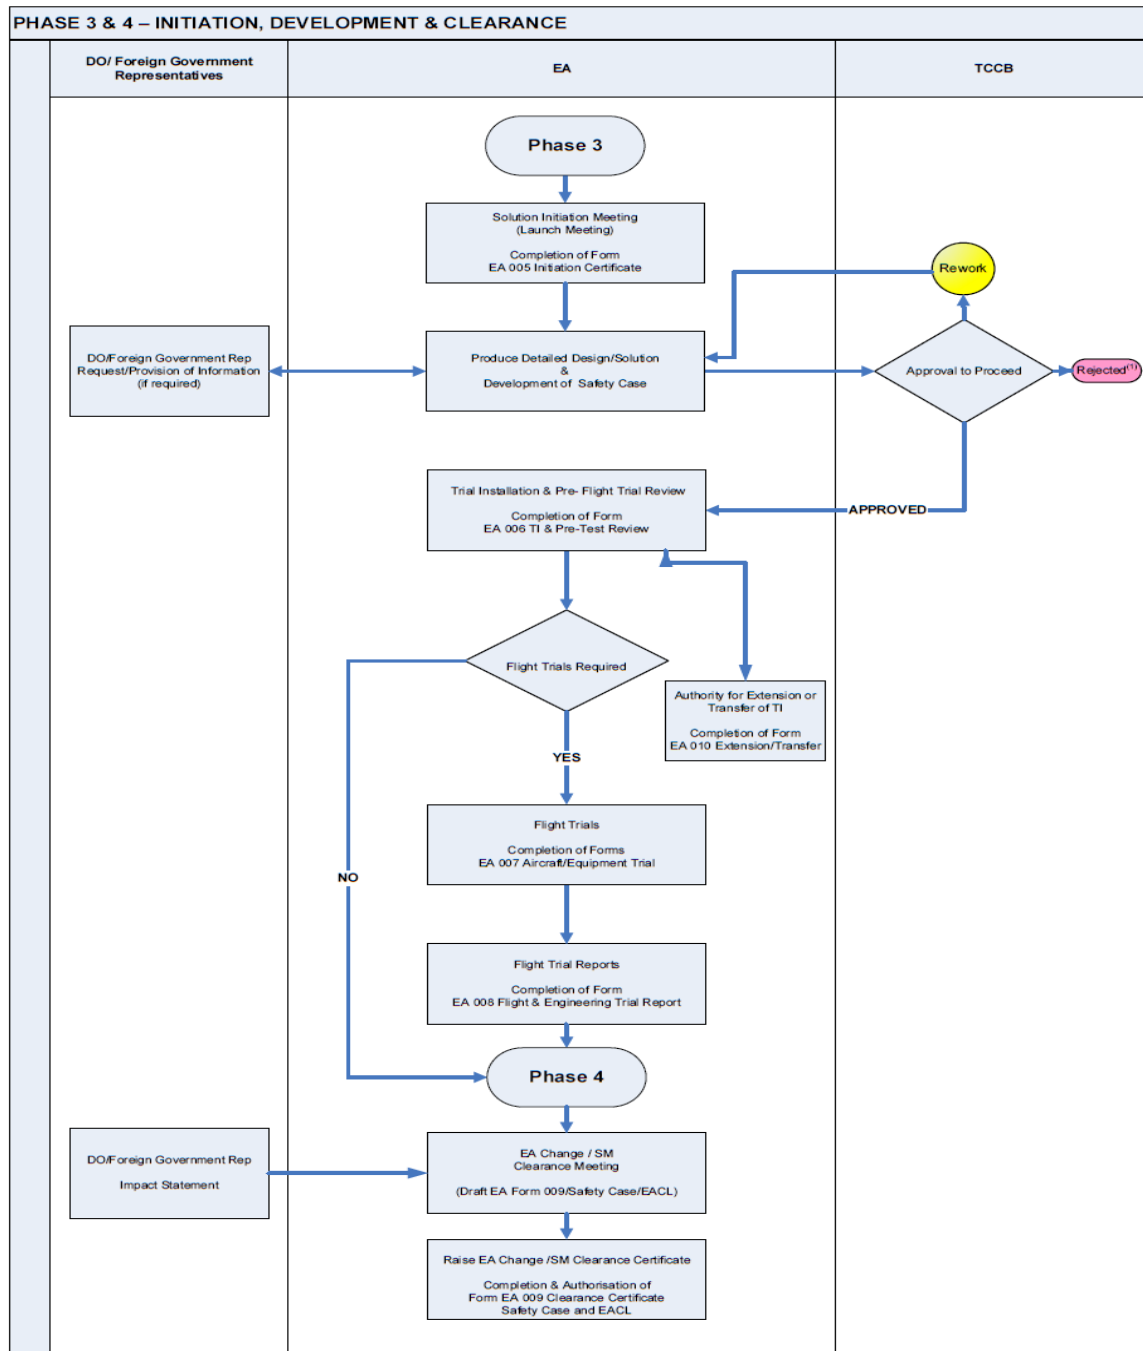 PHASE 3 & 4 – INITIATION, DEVELOPMENT & CLEARANCE
DO/ Foreign Government
Representatives
EA
TCCB
Phase 3
Solution Initiation Meeting
(Launch Meeting)
Completion of Form
EA 005 Initiation Certificate
Rework
DO/Foreign Government Rep
Request/Provision of Information
(if required)
Produce Detailed Design/Solution
&
Development of Safety Case
Approval to Proceed
Rejected(1)
Trial Installation & Pre- Flight Trial Review
Completion of Form
EA 006 TI & Pre-Test Review
APPROVED
Flight Trials Required
Authority for Extension or
Transfer of TI
Completion of Form
EA 010 Extension/Transfer
YES
Flight Trials
Completion of Forms
EA 007 Aircraft/Equipment Trial
NO
Flight Trial Reports
Completion of Form
EA 008 Flight & Engineering Trial Report
Phase 4
DO/Foreign Government Rep
Impact Statement
EA Change / SM
Clearance Meeting
(Draft EA Form 009/Safety Case/EACL)
Raise EA Change /SM Clearance Certificate
Completion & Authorisation of
Form EA 009 Clearance Certificate
Safety Case and EACL